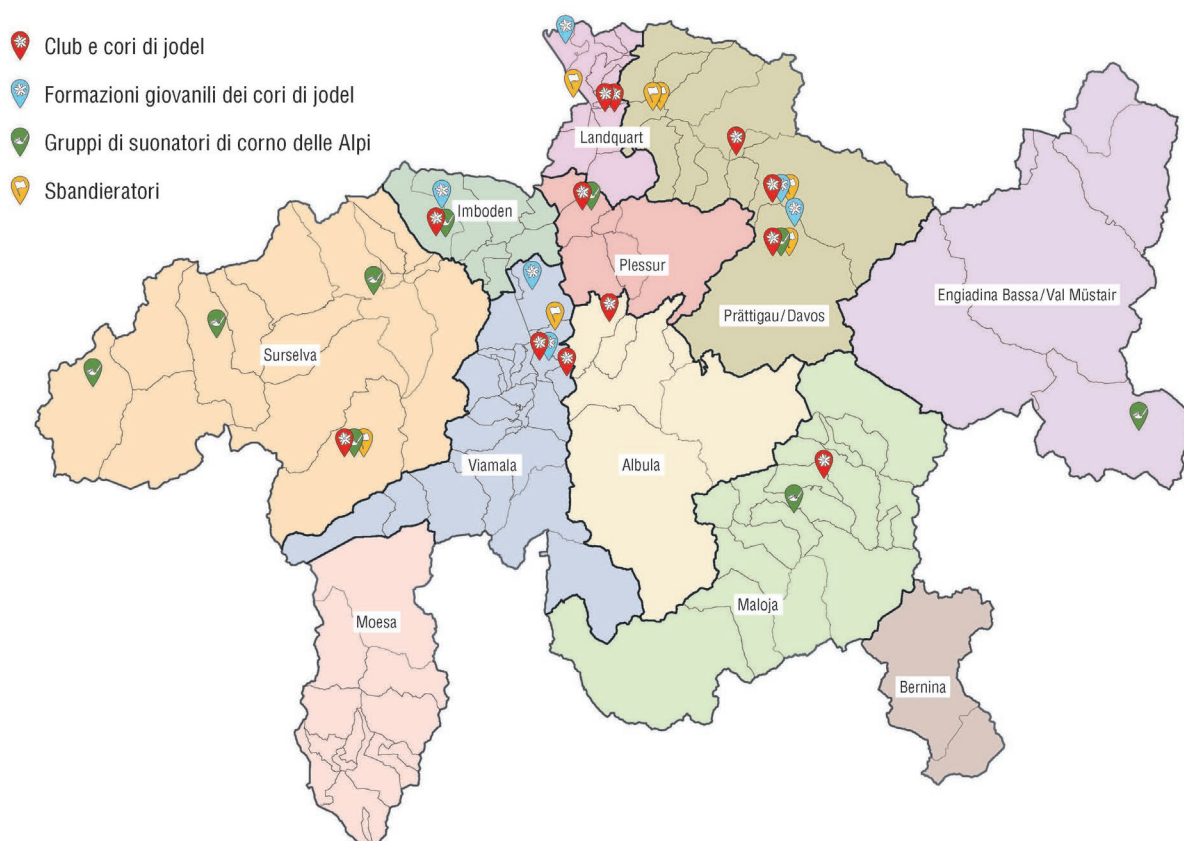 Club e cori di jodel
Formazioni giovanili dei cori di jodel
Gruppi di suonatori di corno delle Alpi
Sbandieratori
Landquart
Imboden
Plessur
Prättigau/Davos
Engiadina Bassa/Val Müstair
Surselva
Viamala
Albula
Maloja
Moesa
Bernina